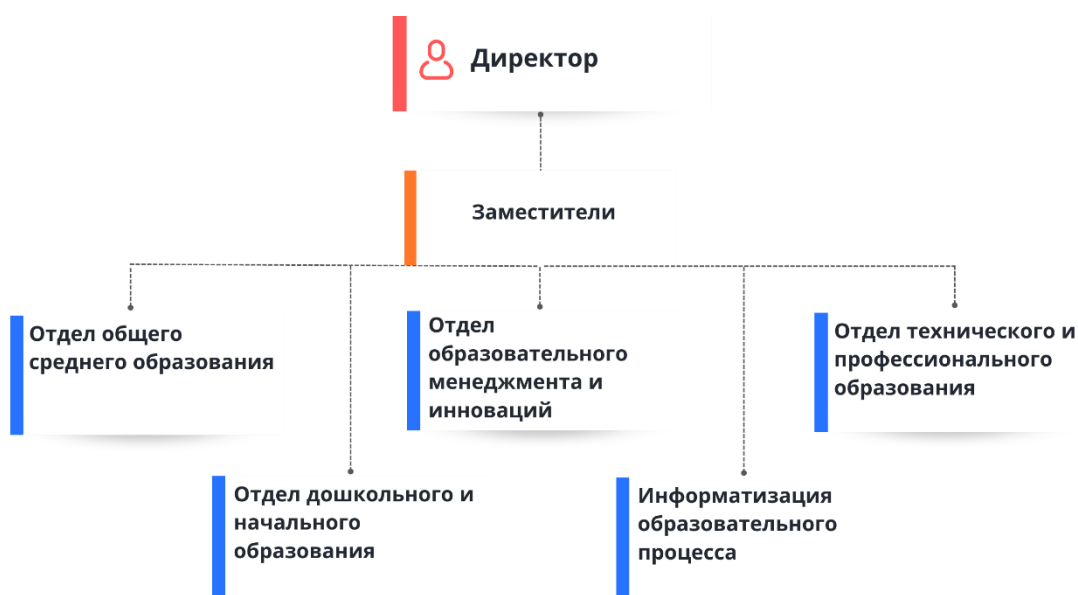 Директор
Заместители
Отдел общего
среднего образования
Отдел
образовательного
менеджмента и
инноваций
Отдел технического и
профессионального
образования
Отдел дошкольного и
начального
образования
Информатизация
образовательного
процесса